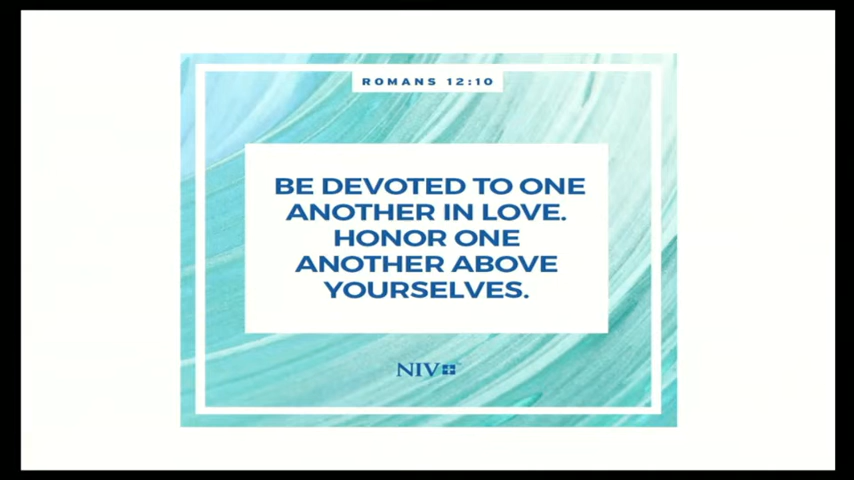 ROMANS 12:10
BE DEVOTED TO ONE
ANOTHER IN LOVE.
HONOR ONE
ANOTHER ABOVE
YOURSELVES.
NIV